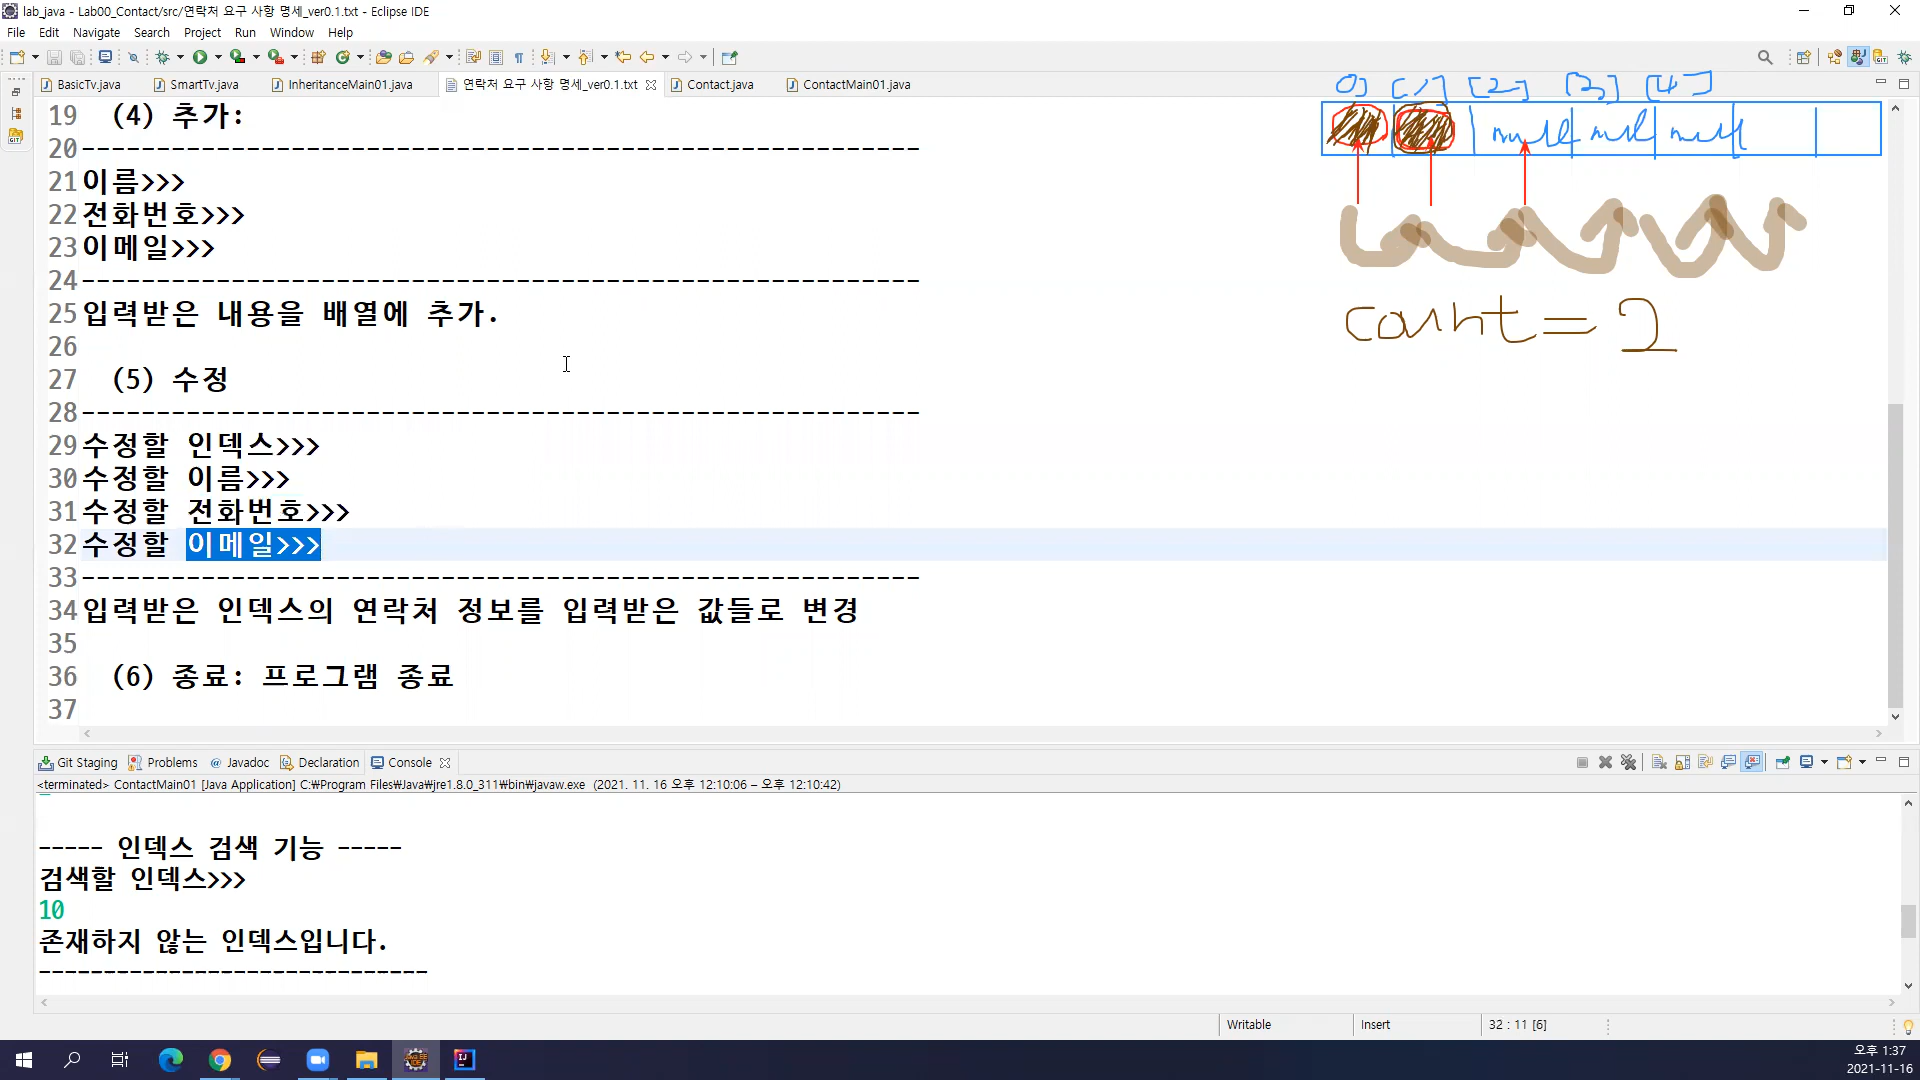 lab_java - Lab00_Contact/src/연락처 요구 사항 명세_ver0.1.txt - Eclipse IDE
File Edit Navigate Search Project Run Window Help
BasicTv.java SmartTv.java InheritanceMain01.java 연락처 요구 사항 명세_ver0.1.txt Contact.java ContactMain01.java
0] [1] [2] [3] [4]
null null null
count = 2
19 (4) 추가:
20 --------------------------------------------------------
21 이름>>>
22 전화번호>>>
23 이메일>>>
24 --------------------------------------------------------
25 입력받은 내용을 배열에 추가.
26
27 (5) 수정
28 --------------------------------------------------------
29 수정할 인덱스>>>
30 수정할 이름>>>
31 수정할 전화번호>>>
32 수정할 이메일>>>
33 --------------------------------------------------------
34 입력받은 인덱스의 연락처 정보를 입력받은 값들로 변경
35
36 (6) 종료: 프로그램 종료
37
Git Staging Problems @ Javadoc Declaration Console
<terminated> ContactMain01 [Java Application] C:₩Program Files₩Java₩jre1.8.0_311₩bin₩javaw.exe (2021. 11. 16 오후 12:10:06 – 오후 12:10:42)
----- 인덱스 검색 기능 -----
검색할 인덱스>>>
10
존재하지 않는 인덱스입니다.
------------------------------
Writable Insert 32 : 11 [6]
오후 1:37
2021-11-16